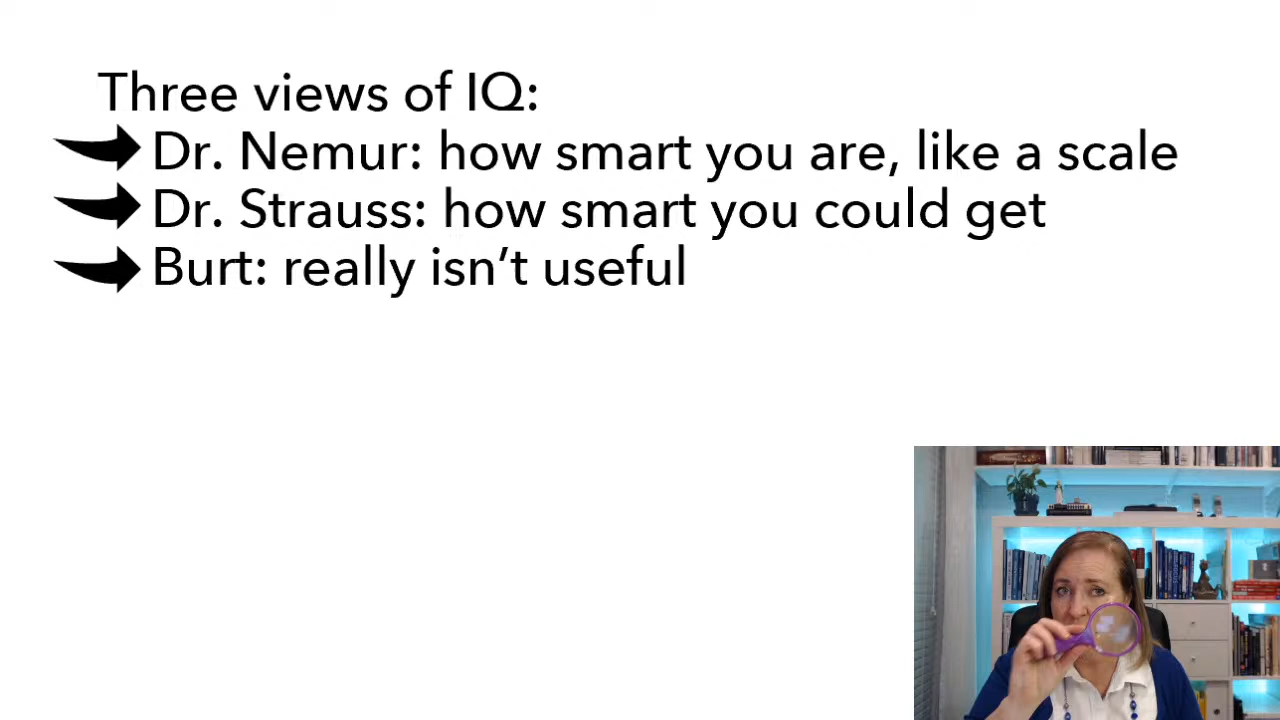 Three views of IQ:
Dr. Nemur: how smart you are, like a scale
Dr. Strauss: how smart you could get
Burt: really isn’t useful